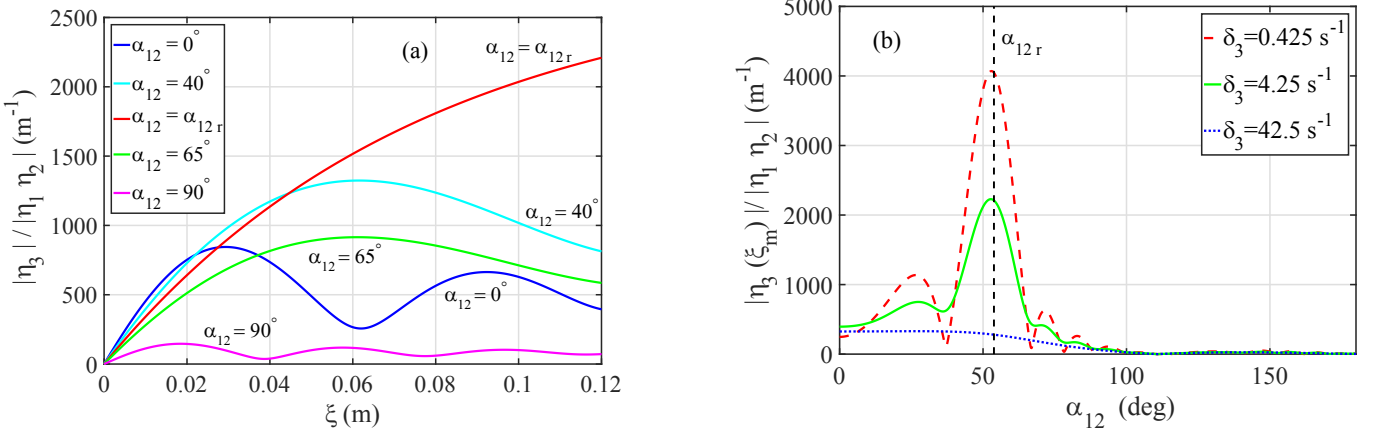 2500
2000
1500
1000
500
0
|η3| / |η1 η2| (m-1)
α12 = 0°
α12 = 40°
α12 = α12 r
α12 = 65°
α12 = 90°
(a)
α12 = α12 r
α12 = 40°
α12 = 65°
α12 = 0°
α12 = 90°
0 0.02 0.04 0.06 0.08 0.1 0.12
ξ (m)
5000
4000
3000
2000
1000
0
|η3 (ξm) | / |η1 η2 | (m-1)
(b)
α12 r
δ3=0.425 s-1
δ3=4.25 s-1
δ3=42.5 s-1
0 50 100 150
α12 (deg)